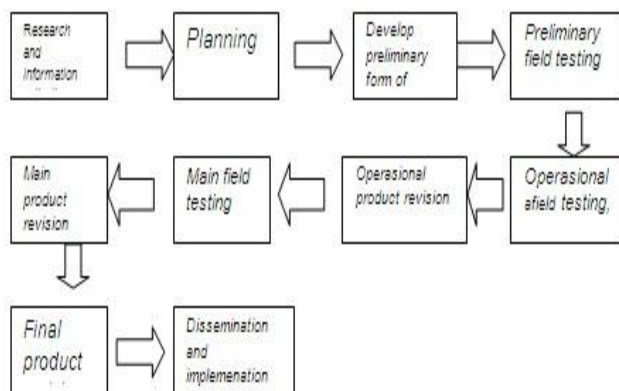 Research
and
Information
Planning
Develop
preliminary
form of
Preliminary
field testing
Main
product
revision
Main field
testing
Operasional
product revision
Operasional
afield testing,
Final
product
Dissemination
and
implemenation